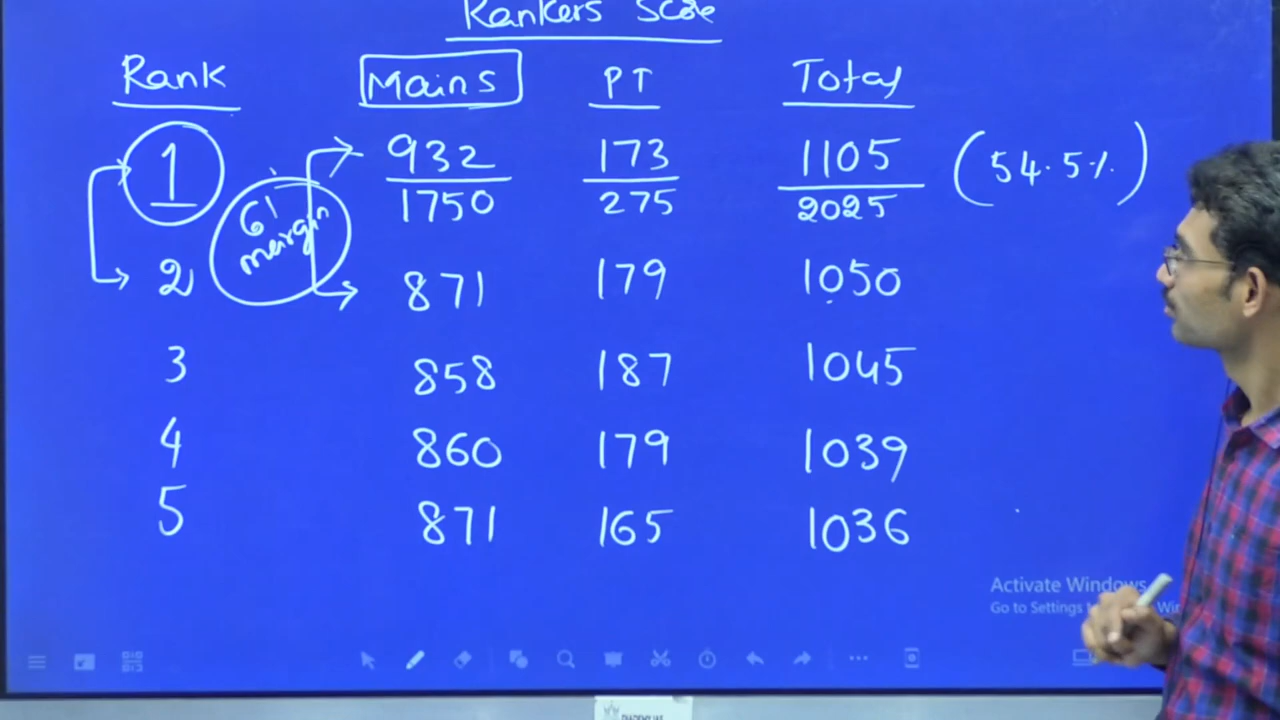 Rankers Score
Rank Mains PT Total
1 932/1750 173/275 1105/2025 (54.5%)
61 margin
2 871 179 1050
3 858 187 1045
4 860 179 1039
5 871 165 1036
Activate Windows
Go to Settings